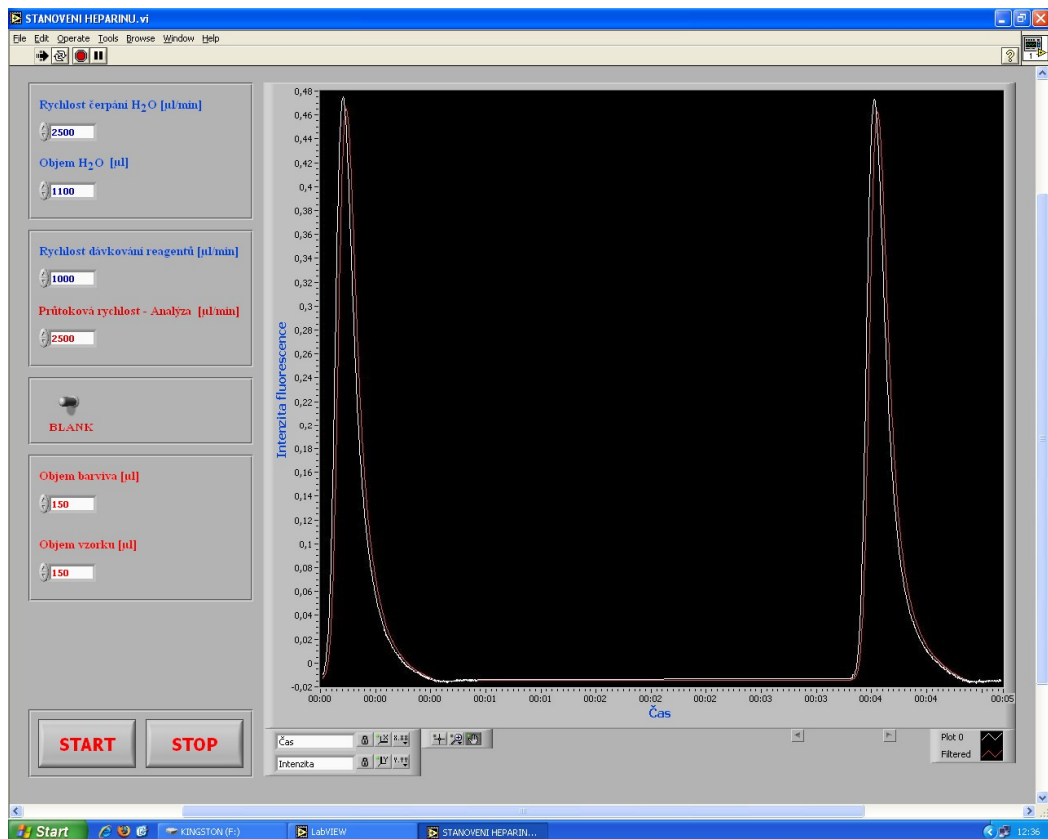 STANOVENI HEPARINU.vi
File Edit Operate Tools Browse Window Help
Rychlost čerpání H2O [µl/min]
2500
Objem H2O [µl]
1100
Rychlost dávkování reagentů [µl/min]
1000
Průtoková rychlost - Analýza [µl/min]
2500
BLANK
Objem barviva [µl]
150
Objem vzorku [µl]
150
START STOP
Intenzita fluorescence
0,48
0,46
0,44
0,42
0,4
0,38
0,36
0,34
0,32
0,3
0,28
0,26
0,24
0,22
0,2
0,18
0,16
0,14
0,12
0,1
0,08
0,06
0,04
0,02
0
-0,02
00:00 00:00 00:00 00:01 00:01 00:02 00:02 00:03 00:03 00:03 00:04 00:04 00:05
Čas
Čas
Intenzita
Plot 0
Filtered
Start KINGSTON (F:) LabVIEW STANOVENI HEPARIN... 12:36